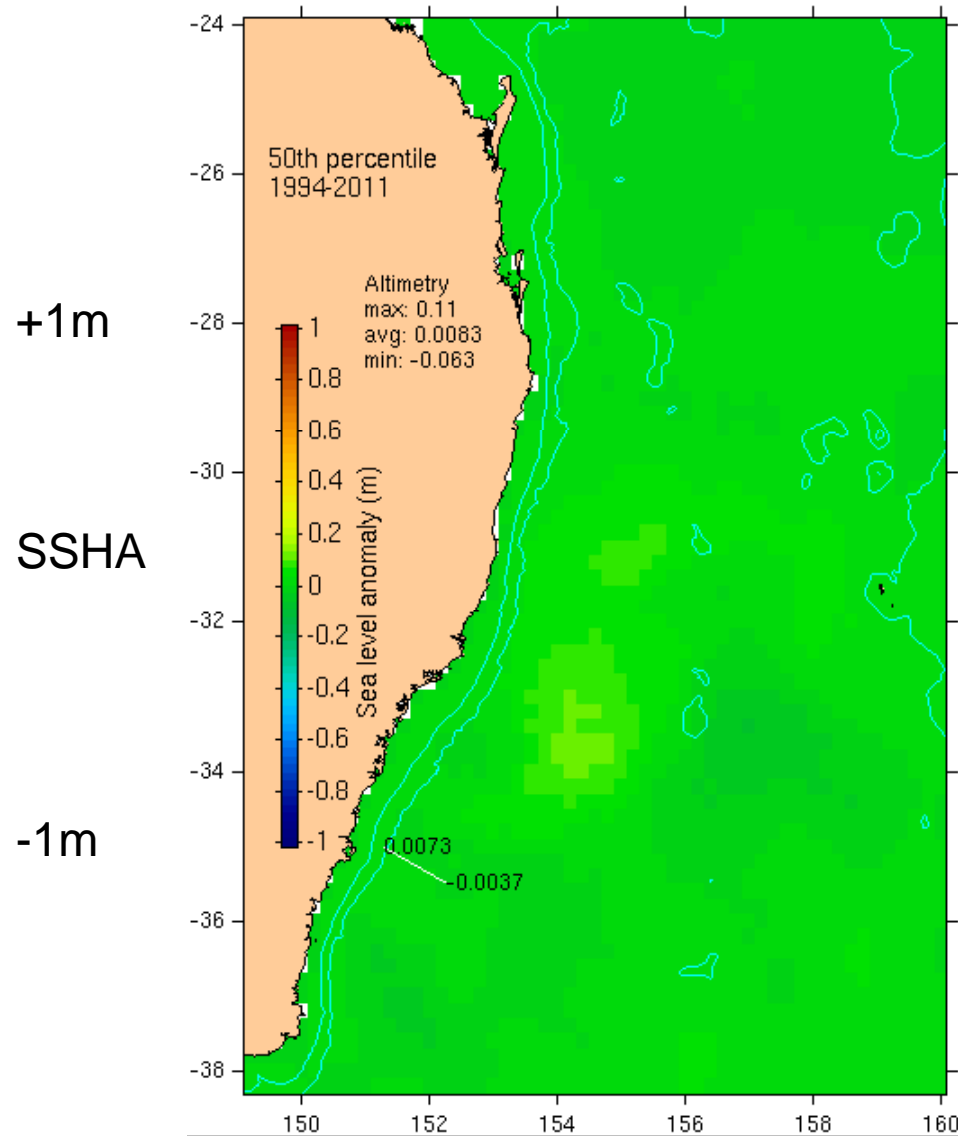 -24
-26
-28
-30
-32
-34
-36
-38
50th percentile
1994-2011
Altimetry
max: 0.11
avg: 0.0083
min: -0.063
+1m
SSHA
-1m
1
0.8
0.6
0.4
0.2
0
-0.2
-0.4
-0.6
-0.8
-1
Sea level anomaly (m)
0.0073
-0.0037
150 152 154 156 158 160